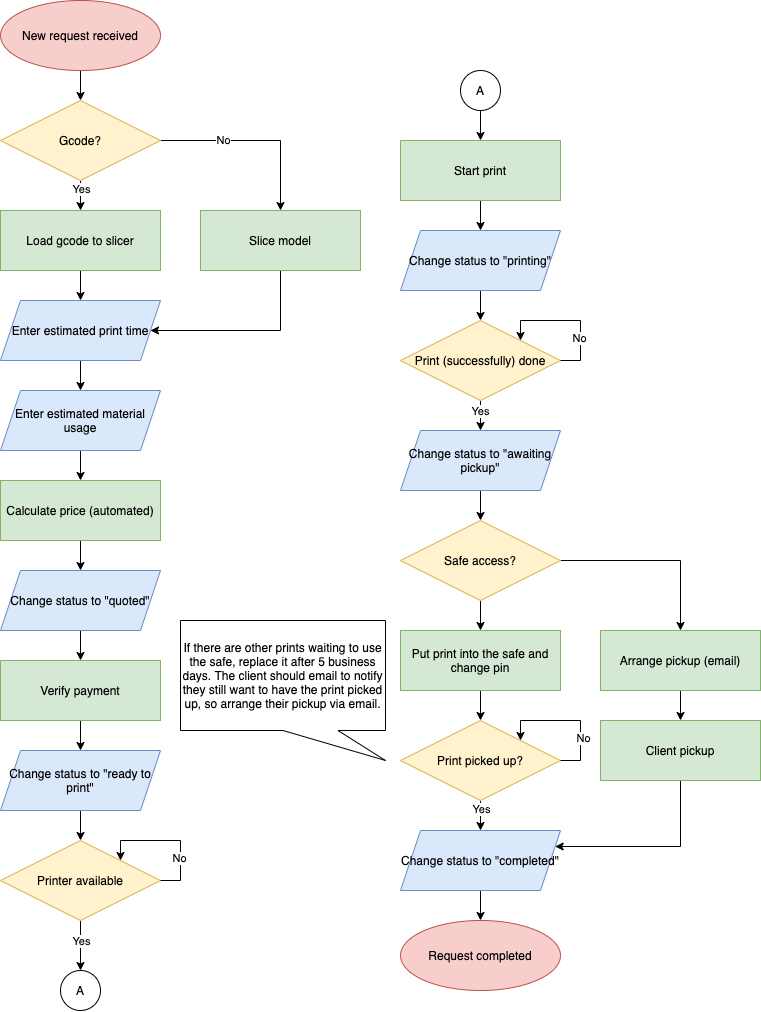 New request received
Gcode?
No
Yes
Load gcode to slicer
Slice model
Enter estimated print time
Enter estimated material
usage
Calculate price (automated)
Change status to "quoted"
Verify payment
Change status to "ready to
print"
Printer available
No
Yes
A
A
Start print
Change status to "printing"
Print (successfully) done
No
Yes
Change status to "awaiting
pickup"
Safe access?
Put print into the safe and
change pin
Arrange pickup (email)
If there are other prints waiting to use
the safe, replace it after 5 business
days. The client should email to notify
they still want to have the print picked
up, so arrange their pickup via email.
Print picked up?
No
Client pickup
Yes
Change status to "completed"
Request completed